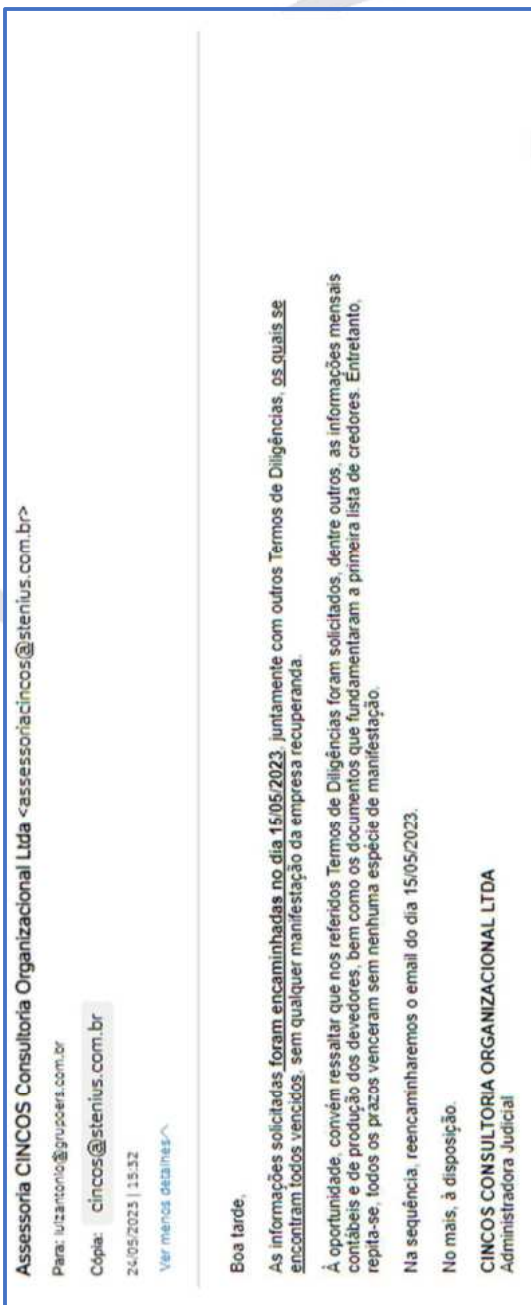 Assessoria CINCOS Consultoria Organizacional Ltda <assessoriacincos@stenius.com.br>
Para: luizantonio@grupoers.com.br
Cópia: cincos@stenius.com.br
24/05/2023 | 15:32
Ver menos detalhes^
Boa tarde,
As informações solicitadas foram encaminhadas no dia 15/05/2023, juntamente com outros Termos de Diligências, os quais se
encontram todos vencidos, sem qualquer manifestação da empresa recuperanda.
À oportunidade, convém ressaltar que nos referidos Termos de Diligências foram solicitados, dentre outros, as informações mensais
contábeis e de produção dos devedores, bem como os documentos que fundamentaram a primeira lista de credores. Entretanto,
repita-se, todos os prazos venceram sem nenhuma espécie de manifestação.
Na sequência, reencaminharemos o email do dia 15/05/2023.
No mais, à disposição.
CINCOS CONSULTORIA ORGANIZACIONAL LTDA
Administradora Judicial